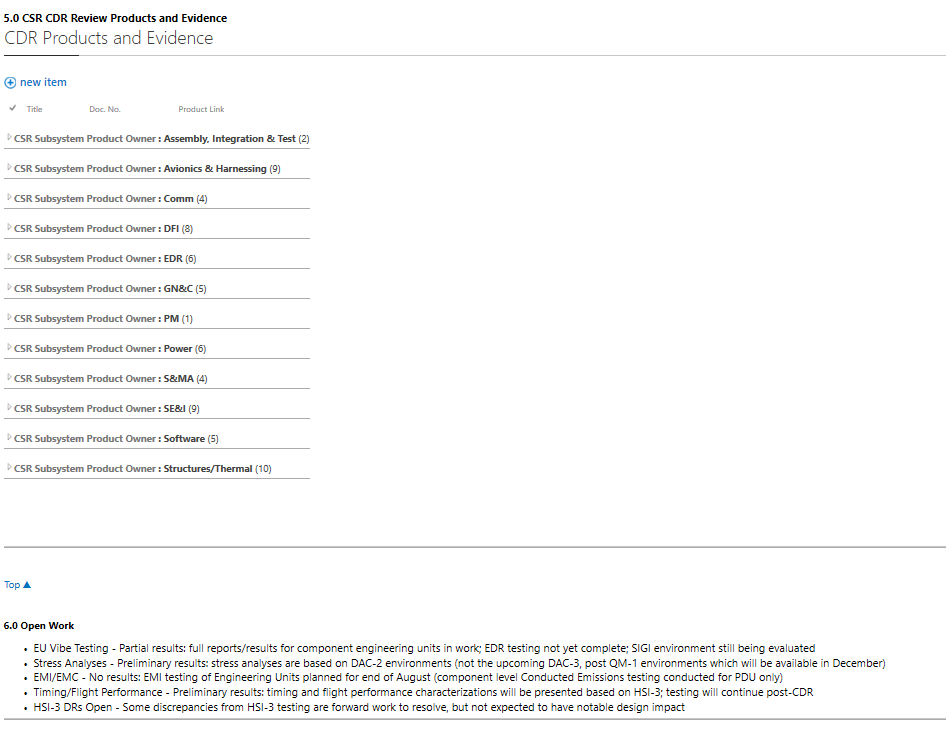 5.0 CSR CDR Review Products and Evidence
CDR Products and Evidence
new item
Title Doc. No. Product Link
CSR Subsystem Product Owner : Assembly, Integration & Test (2)
CSR Subsystem Product Owner : Avionics & Harnessing (9)
CSR Subsystem Product Owner : Comm (4)
CSR Subsystem Product Owner : DFI (8)
CSR Subsystem Product Owner : EDR (6)
CSR Subsystem Product Owner : GN&C (5)
CSR Subsystem Product Owner : PM (1)
CSR Subsystem Product Owner : Power (6)
CSR Subsystem Product Owner : S&MA (4)
CSR Subsystem Product Owner : SE&I (9)
CSR Subsystem Product Owner : Software (5)
CSR Subsystem Product Owner : Structures/Thermal (10)
Top ▲
6.0 Open Work
• EU Vibe Testing - Partial results: full reports/results for component engineering units in work; EDR testing not yet complete; SIGI environment still being evaluated
• Stress Analyses - Preliminary results: stress analyses are based on DAC-2 environments (not the upcoming DAC-3, post QM-1 environments which will be available in December)
• EMI/EMC - No results: EMI testing of Engineering Units planned for end of August (component level Conducted Emissions testing conducted for PDU only)
• Timing/Flight Performance - Preliminary results: timing and flight performance characterizations will be presented based on HSI-3; testing will continue post-CDR
• HSI-3 DRs Open - Some discrepancies from HSI-3 testing are forward work to resolve, but not expected to have notable design impact